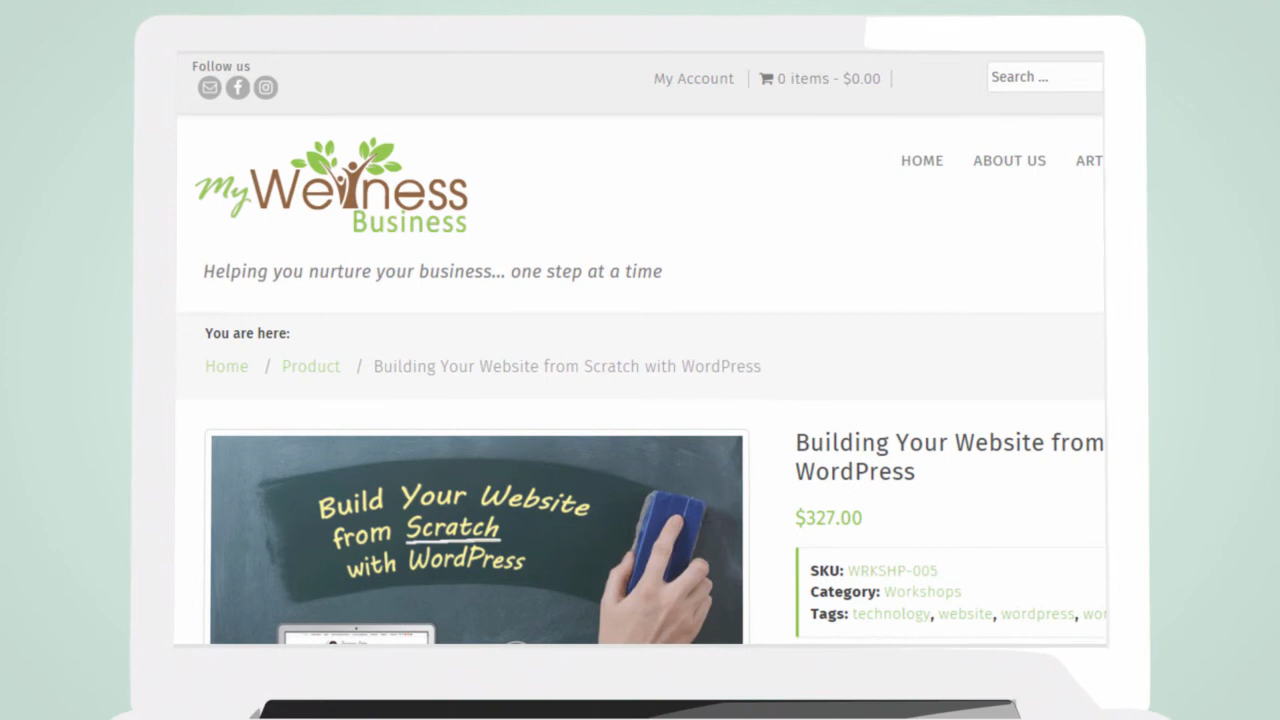 Follow us
My Account
0 items - $0.00
Search ...
My Wellness
Business
HOME
ABOUT US
ART
Helping you nurture your business... one step at a time
You are here:
Home / Product / Building Your Website from Scratch with WordPress
Build Your Website
from Scratch
with WordPress
Building Your Website from
WordPress
$327.00
SKU: WRKSHP-005
Category: Workshops
Tags: technology, website, wordpress, wor